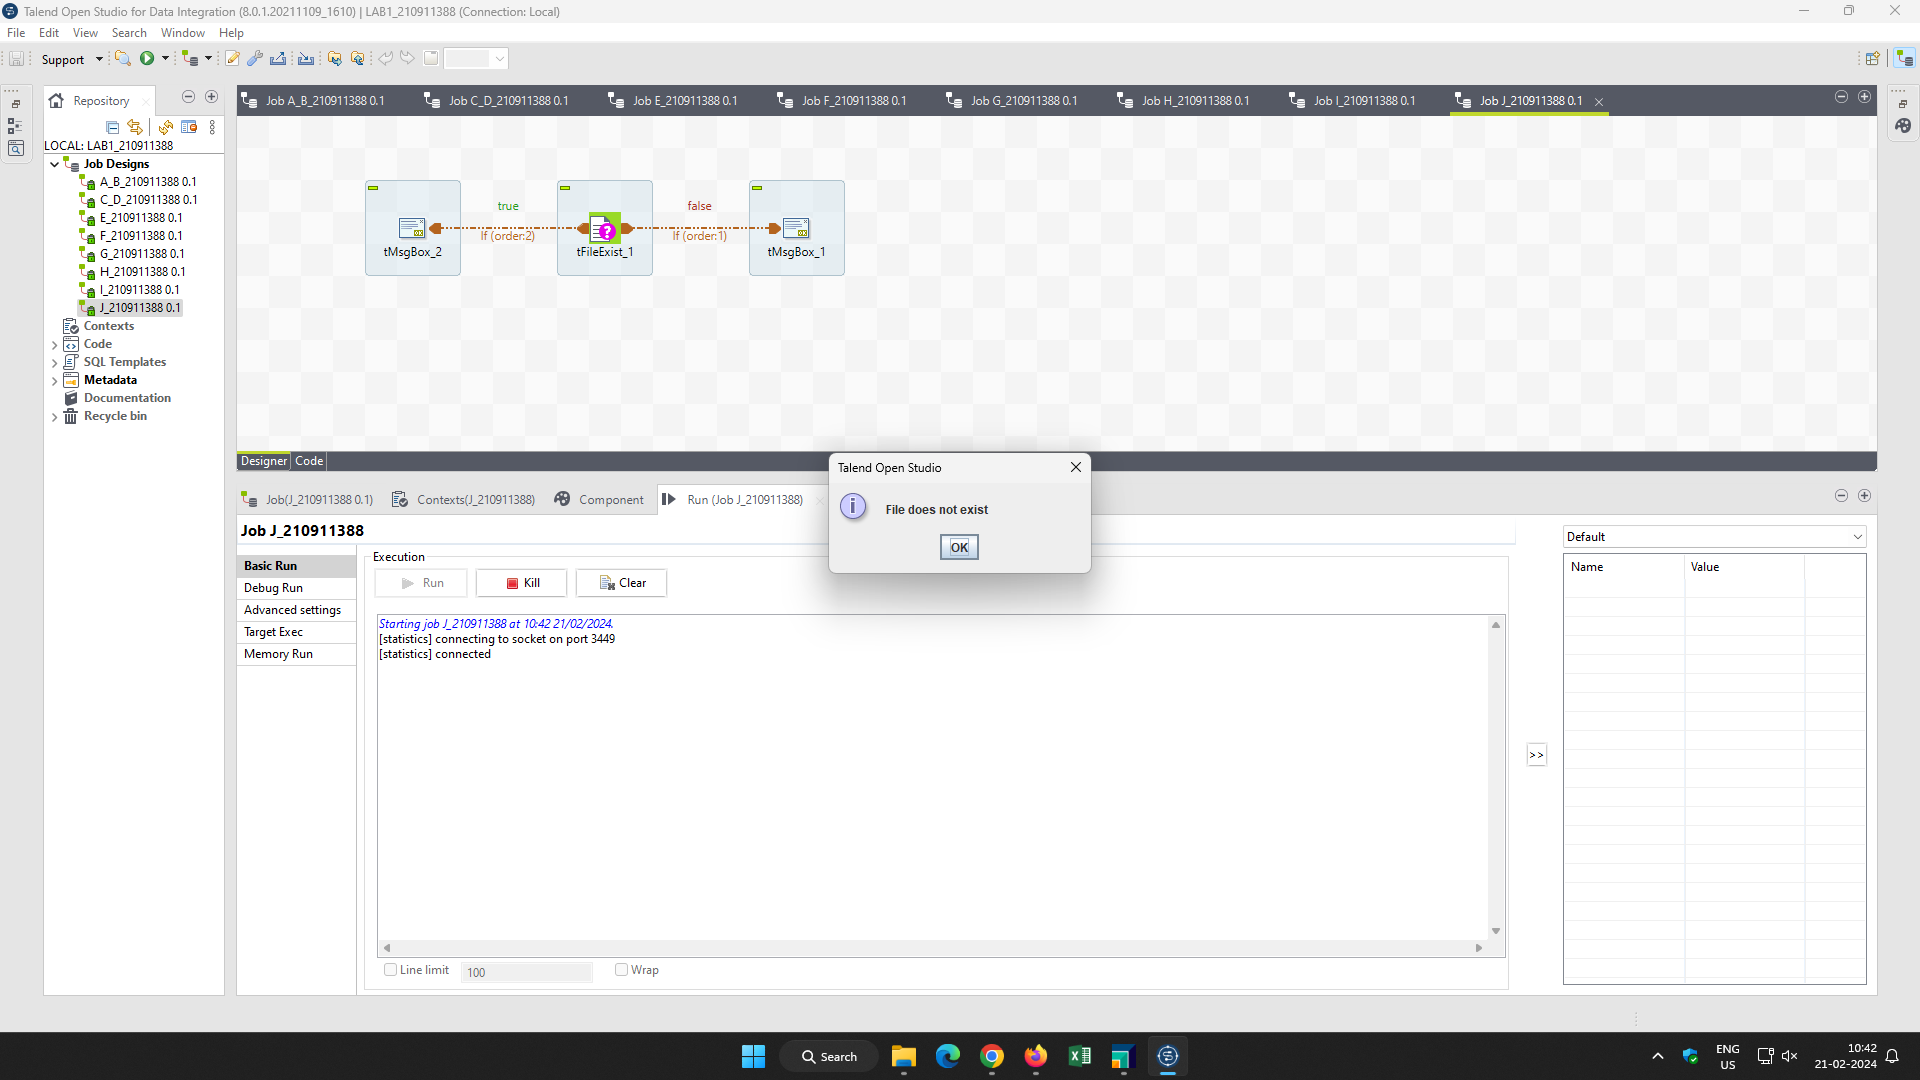 Talend Open Studio for Data Integration (8.0.1.20211109_1610) | LAB1_210911388 (Connection: Local)
File Edit View Search Window Help
Support
Repository
Job A_B_210911388 0.1 Job C_D_210911388 0.1 Job E_210911388 0.1 Job F_210911388 0.1 Job G_210911388 0.1 Job H_210911388 0.1 Job I_210911388 0.1 Job J_210911388 0.1
LOCAL: LAB1_210911388
Job Designs
A_B_210911388 0.1
C_D_210911388 0.1
E_210911388 0.1
F_210911388 0.1
G_210911388 0.1
H_210911388 0.1
I_210911388 0.1
J_210911388 0.1
Contexts
Code
SQL Templates
Metadata
Documentation
Recycle bin
true false
If (order:2) If (order:1)
tMsgBox_2 tFileExist_1 tMsgBox_1
Designer Code
Talend Open Studio
File does not exist
OK
Job(J_210911388 0.1) Contexts(J_210911388) Component Run (Job J_210911388)
Job J_210911388
Basic Run
Debug Run
Advanced settings
Target Exec
Memory Run
Execution
Run Kill Clear
Starting job J_210911388 at 10:42 21/02/2024.
[statistics] connecting to socket on port 3449
[statistics] connected
Line limit 100 Wrap
>>
Default
Name Value
Search
ENG
US
10:42
21-02-2024